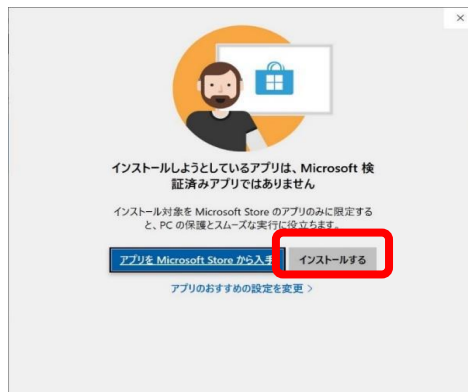 インストールしようとしているアプリは、Microsoft 検
証済みアプリではありません
インストール対象を Microsoft Store のアプリのみに限定する
と、PC の保護とスムーズな実行に役立ちます。
アプリを Microsoft Store から入手 インストールする
アプリのおすすめの設定を変更 >